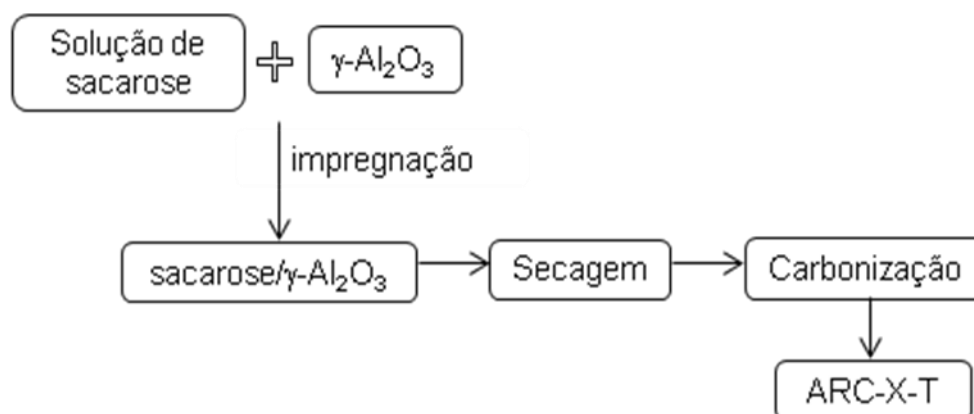 Solução de
sacarose
γ-Al₂O₃
impregnação
sacarose/γ-Al₂O₃
Secagem
Carbonização
ARC-X-T